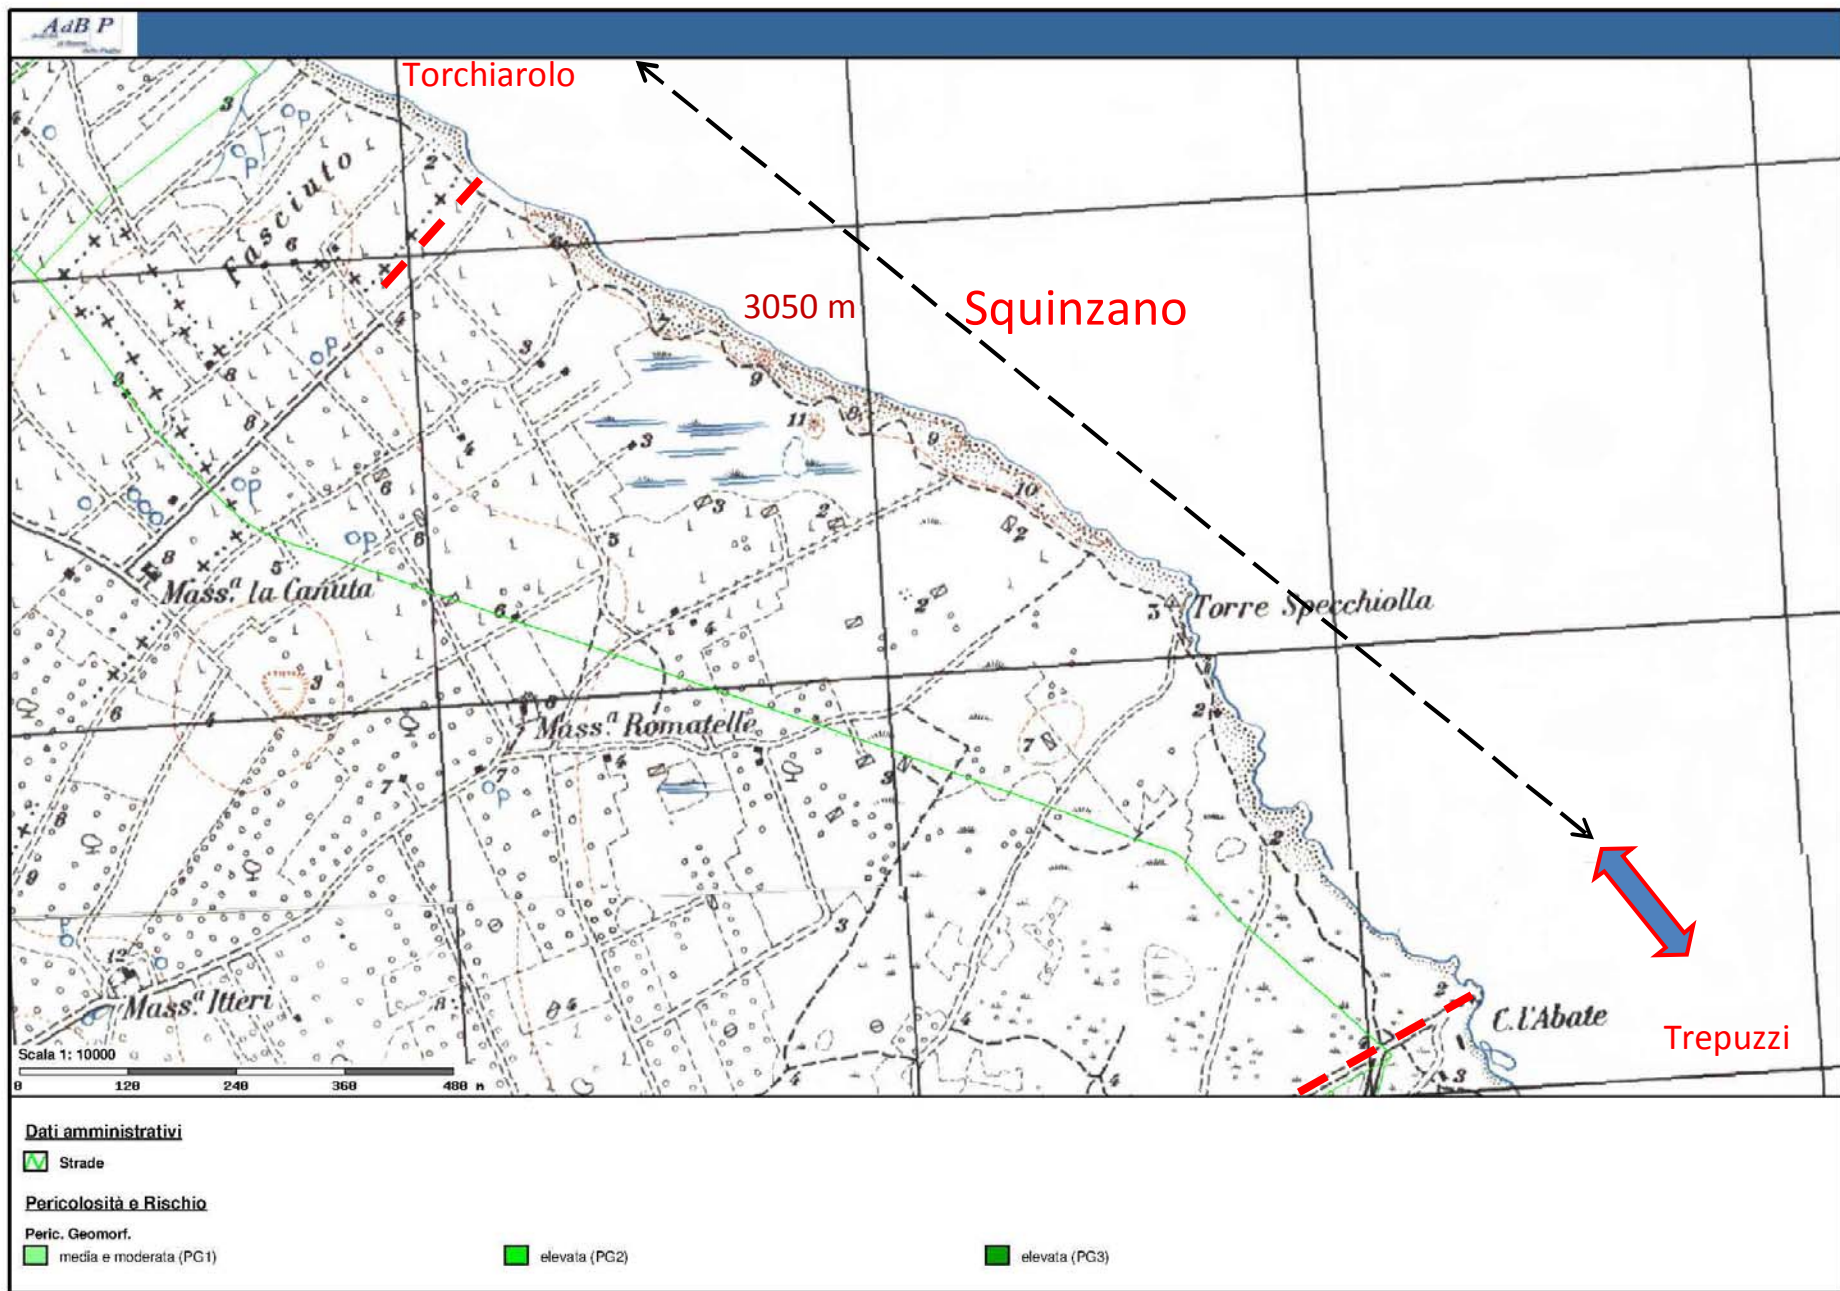 AdB P
Torchiarolo
Fasciuto
3050 m
Squinzano
Torre Specchiolla
Mass.a la Canuta
Mass.a Romatelle
Mass.a Itteri
C. l'Abate
Trepuzzi
Scala 1: 10000
0 120 240 360 480 m
Dati amministrativi
Strade
Pericolosità e Rischio
Peric. Geomorf.
media e moderata (PG1)
elevata (PG2)
elevata (PG3)